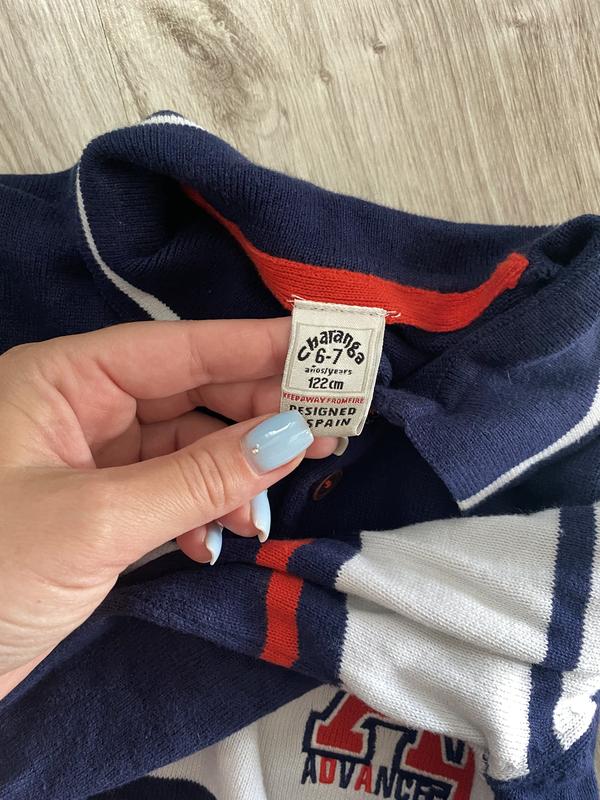 Charanga
6-7
años/years
122cm
KEEP AWAY FROM FIRE
DESIGNED
SPAIN
ADVANCE